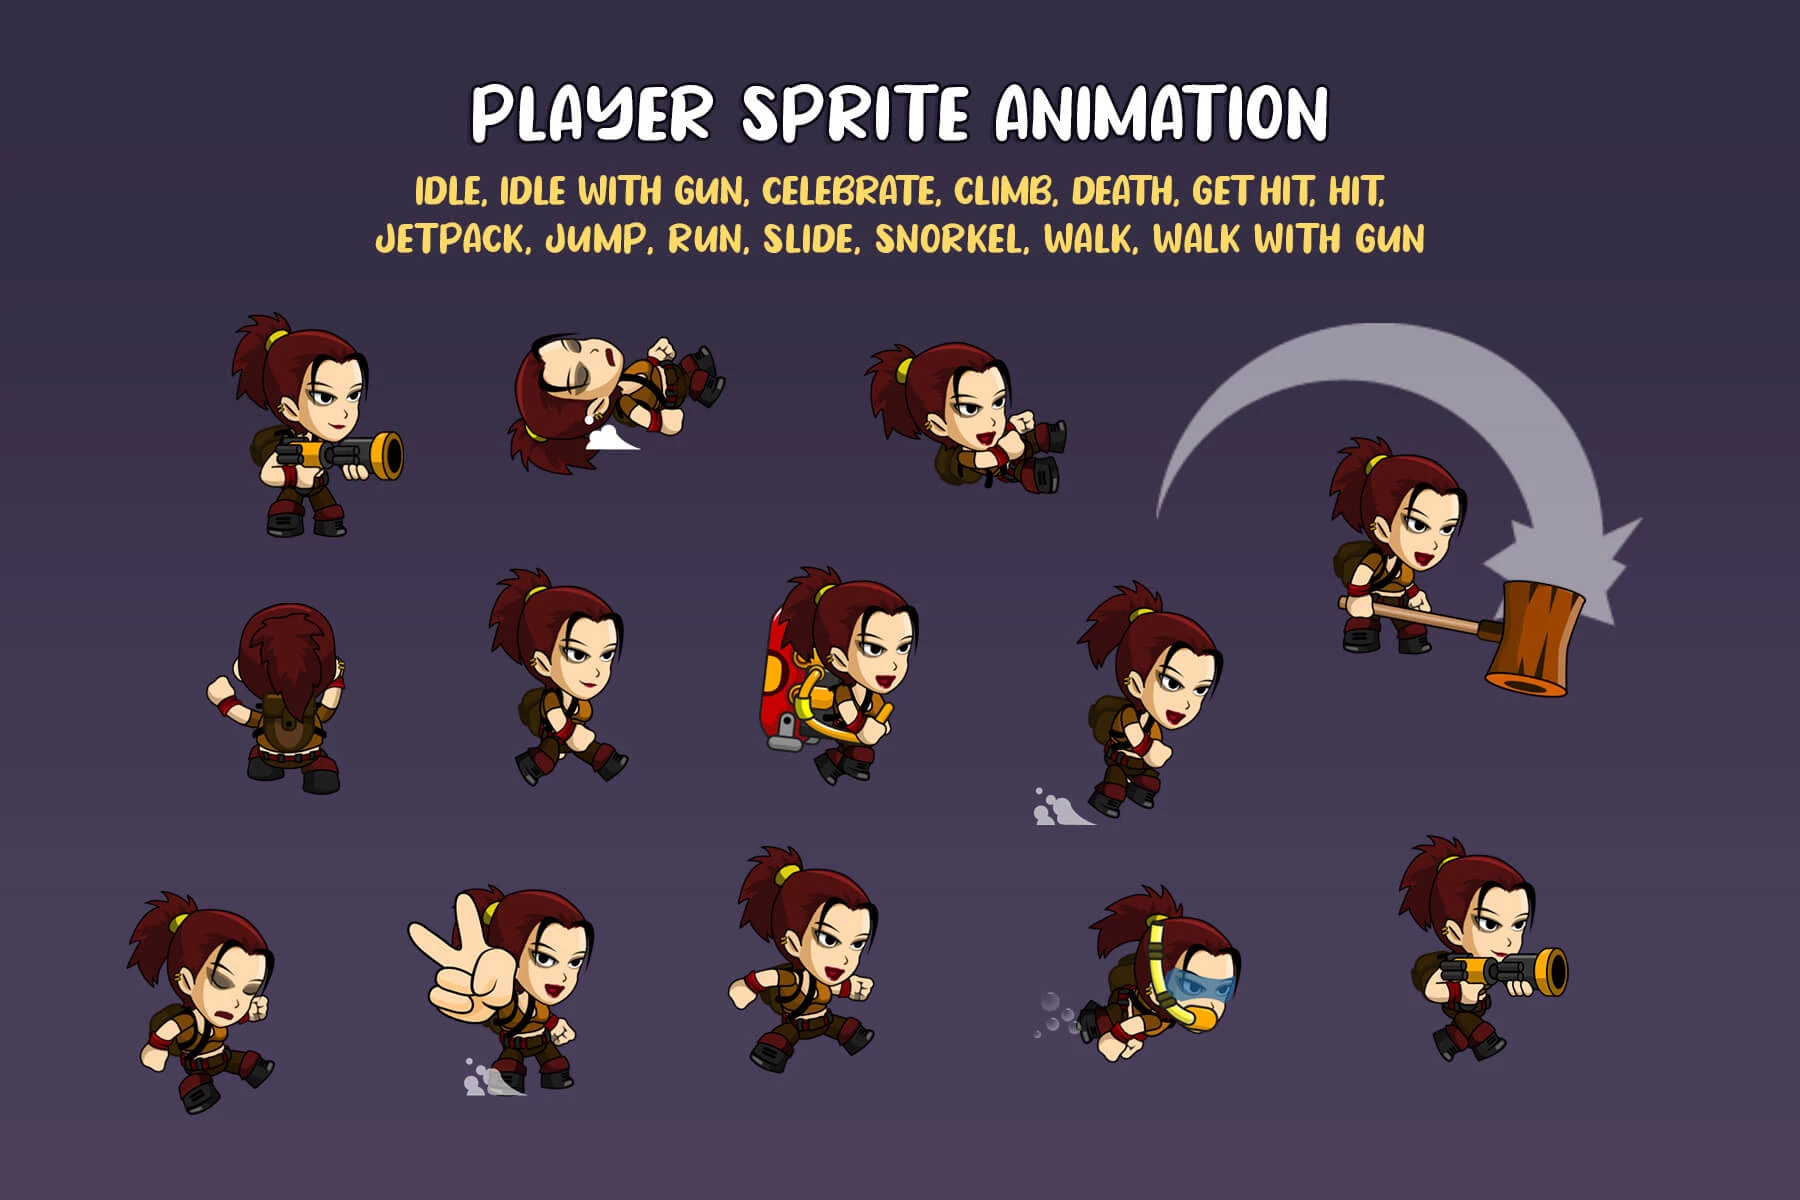 PLAYER SPRITE ANIMATION
IDLE, IDLE WITH GUN, CELEBRATE, CLIMB, DEATH, GET HIT, HIT,
JETPACK, JUMP, RUN, SLIDE, SNORKEL, WALK, WALK WITH GUN